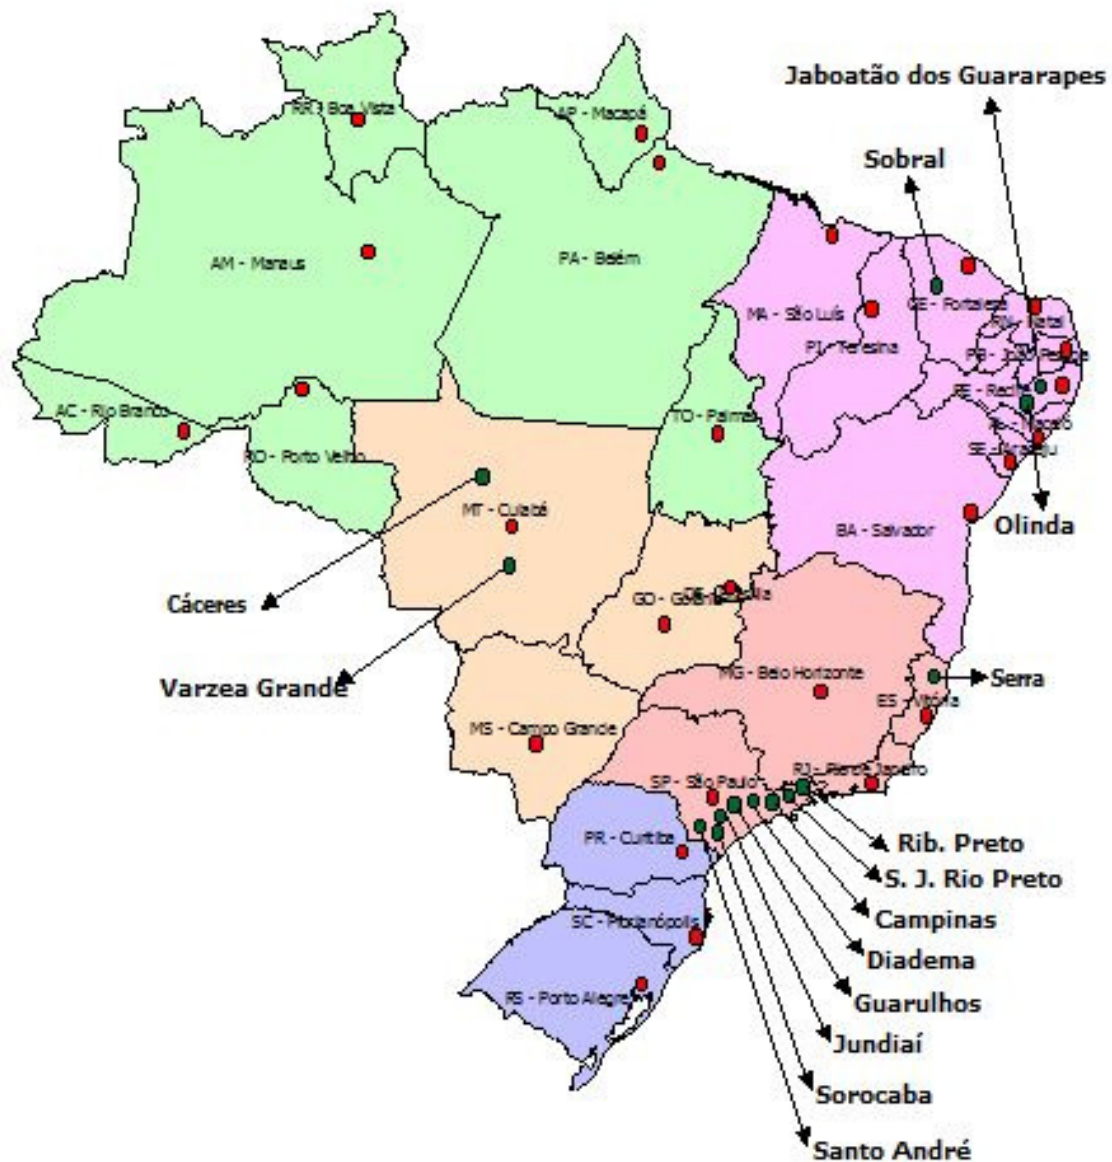 Jaboatão dos Guararapes
RR - Boa Vista
AP - Macapá
Sobral
AM - Manaus
PA - Belém
MA - São Luís
CE - Fortaleza
RN - Natal
PI - Teresina
PB - João Pessoa
PE - Recife
AC - Rio Branco
TO - Palmas
AL - Maceió
SE - Aracaju
RO - Porto Velho
MT - Cuiabá
BA - Salvador
Olinda
Cáceres
GO - Goiânia
DF - Brasília
Varzea Grande
MG - Belo Horizonte
Serra
ES - Vitória
MS - Campo Grande
SP - São Paulo
RJ - Rio de Janeiro
PR - Curitiba
Rib. Preto
S. J. Rio Preto
SC - Florianópolis
Campinas
Diadema
RS - Porto Alegre
Guarulhos
Jundiaí
Sorocaba
Santo André